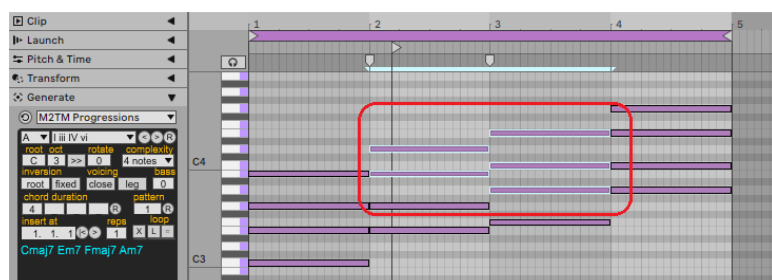 Clip
Launch
Pitch & Time
Transform
Generate
M2TM Progressions
A I iii IV vi < > R
root oct rotate complexity
C 3 >> 0 4 notes
inversion voicing bass
root fixed close leg 0
chord duration pattern
4 R 1 R
insert at reps loop
1. 1. 1 < > 1 X L =
Cmaj7 Em7 Fmaj7 Am7
1 2 3 4 5
C4
C3